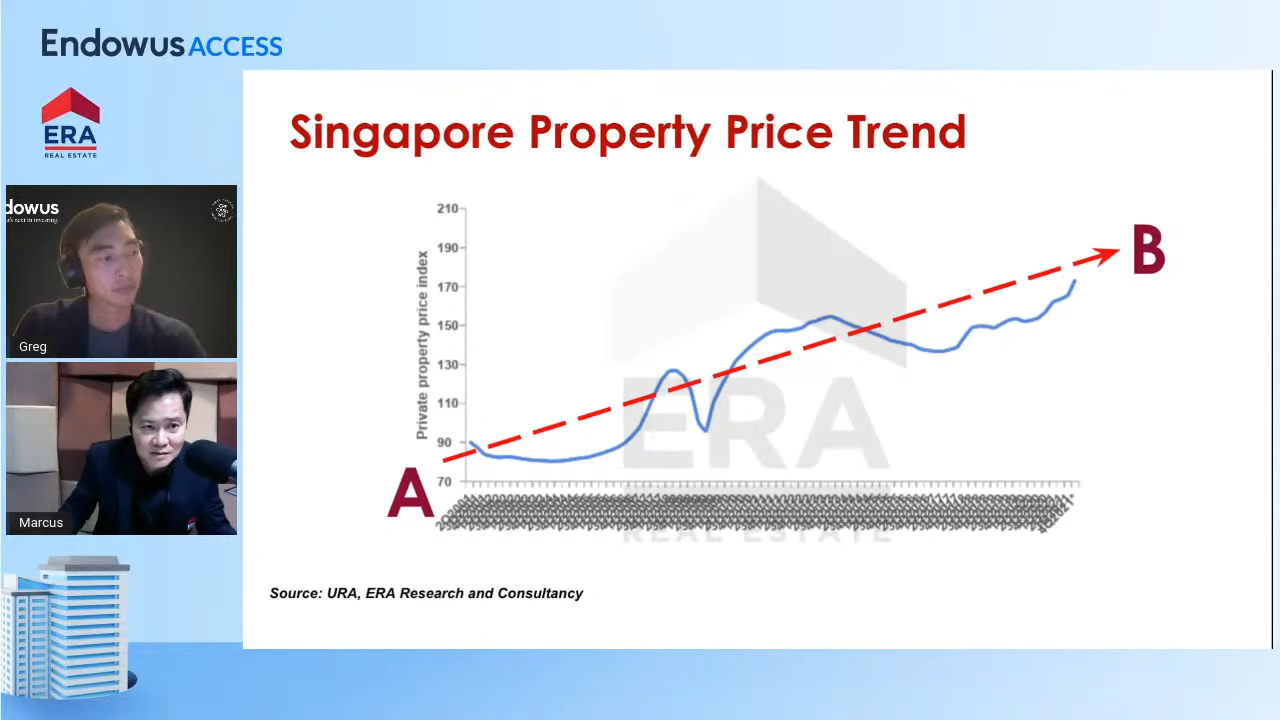 Endowus ACCESS
ERA
REAL ESTATE
dowus
Greg
Marcus
Singapore Property Price Trend
Private property price index
210
190
170
150
130
110
90
70
A
B
4Q2021*
ERA
REAL ESTATE
Source: URA, ERA Research and Consultancy